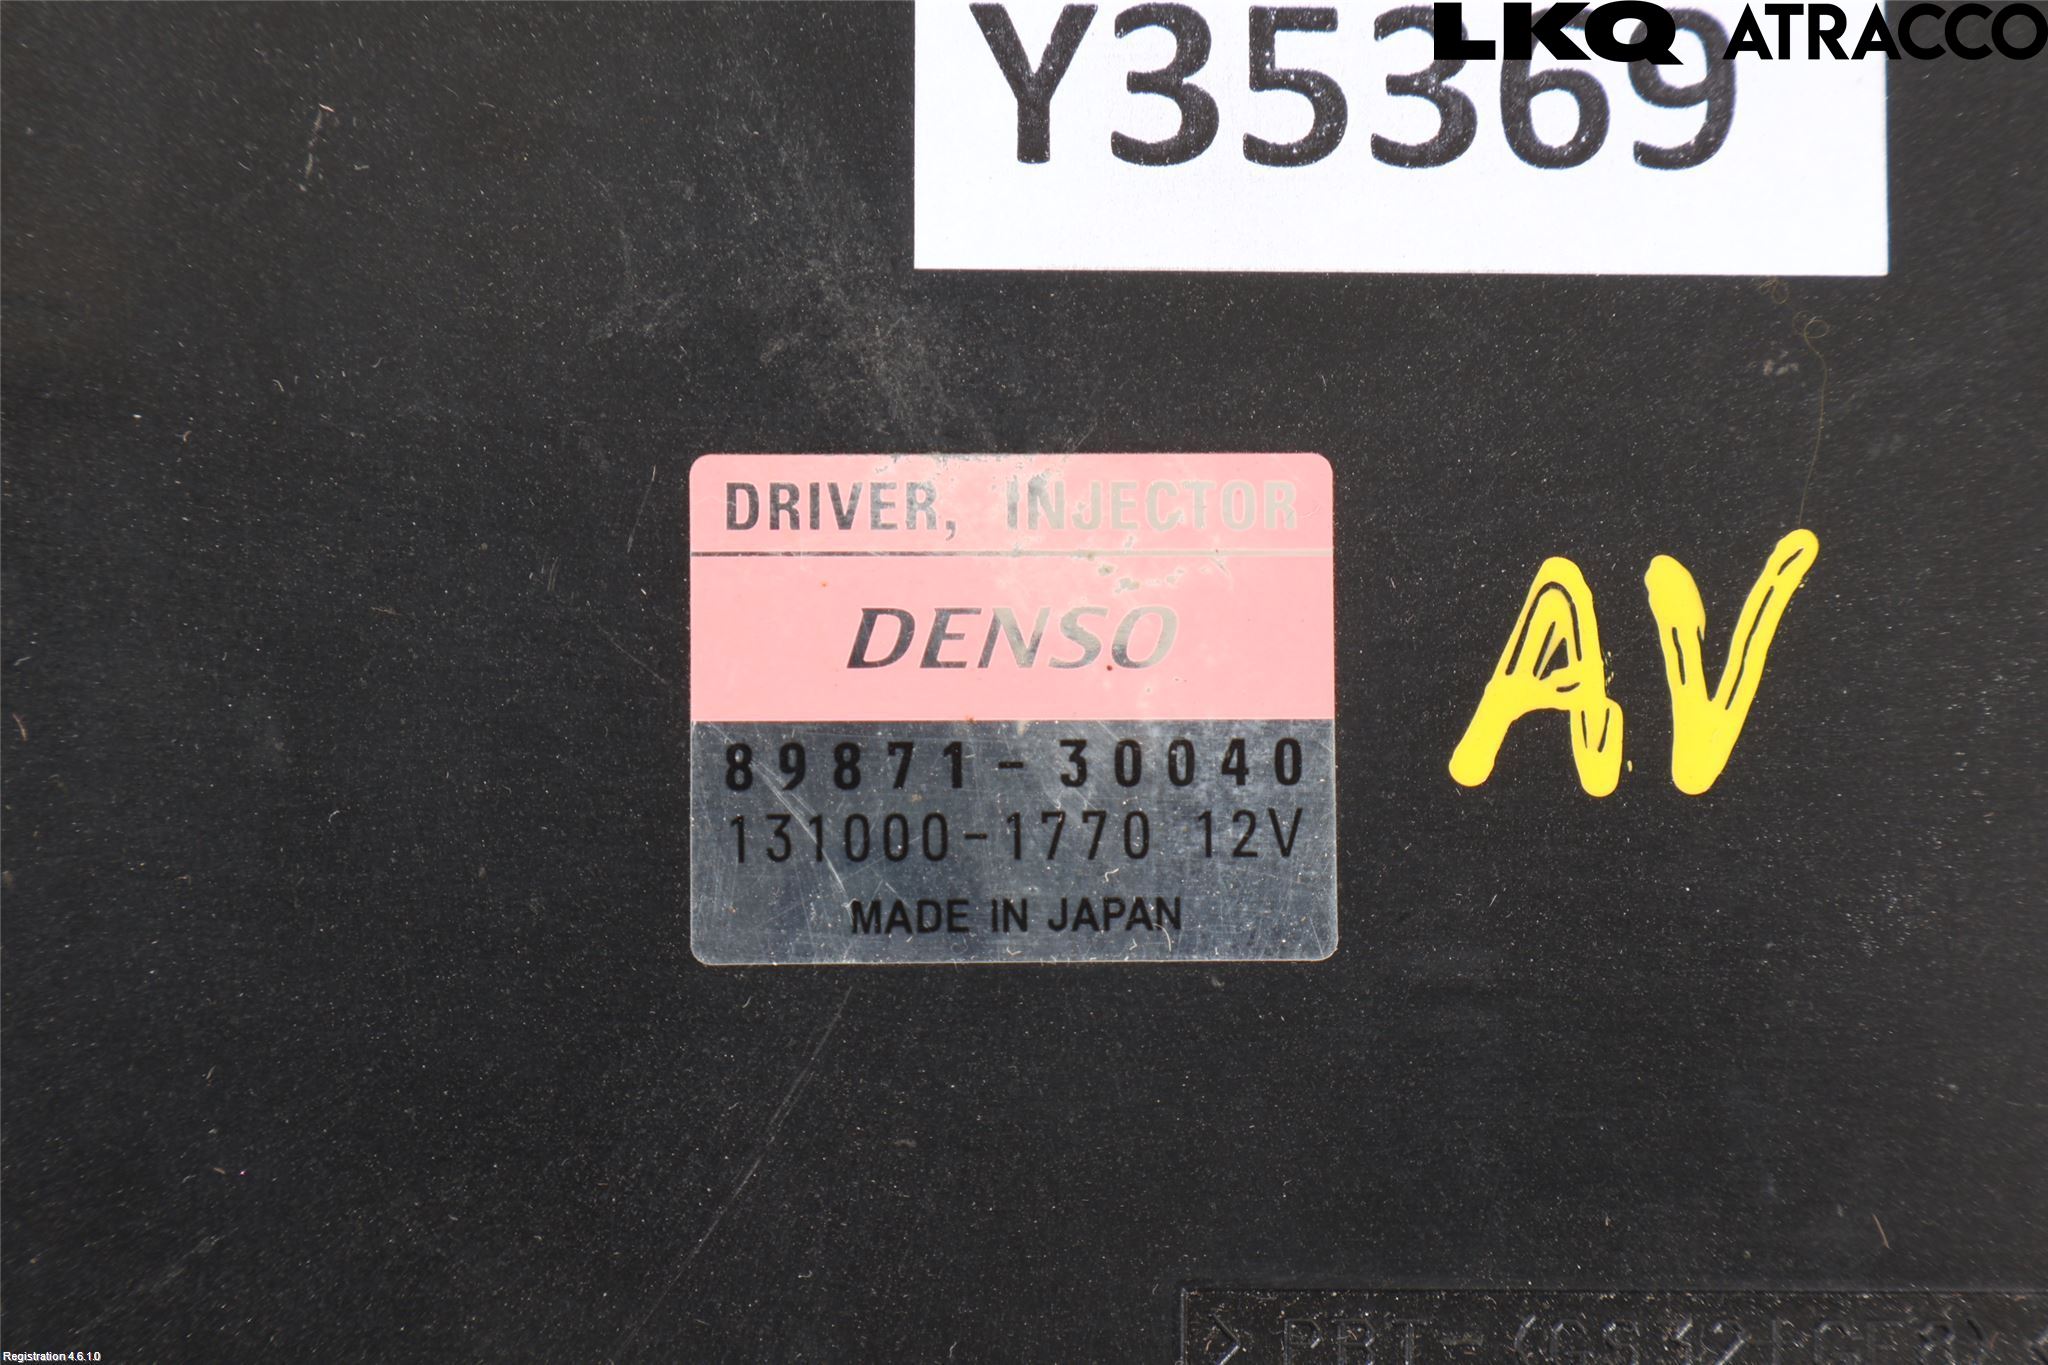 LKQ ATRACCO
Y35369
DRIVER, INJECTOR
DENSO
AV
89871-30040
131000-1770 12V
MADE IN JAPAN
Registration 4.6.1.0